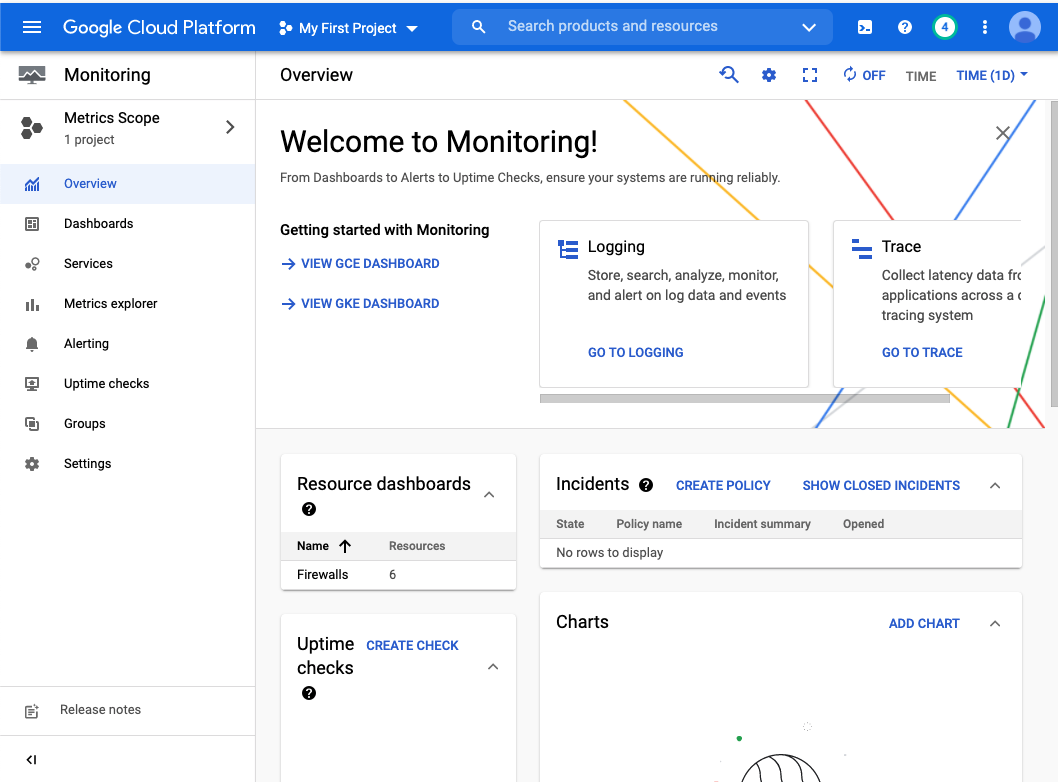 Google Cloud Platform
My First Project
Search products and resources
4
Monitoring
Overview
OFF
TIME
TIME (1D)
Metrics Scope
1 project
Overview
Dashboards
Services
Metrics explorer
Alerting
Uptime checks
Groups
Settings
Release notes
Welcome to Monitoring!
From Dashboards to Alerts to Uptime Checks, ensure your systems are running reliably.
Getting started with Monitoring
VIEW GCE DASHBOARD
VIEW GKE DASHBOARD
Logging
Store, search, analyze, monitor,
and alert on log data and events
GO TO LOGGING
Trace
Collect latency data
applications across a
tracing system
GO TO TRACE
Resource dashboards
Name Resources
Firewalls 6
Incidents CREATE POLICY SHOW CLOSED INCIDENTS
State Policy name Incident summary Opened
No rows to display
Uptime
checks
CREATE CHECK
Charts ADD CHART